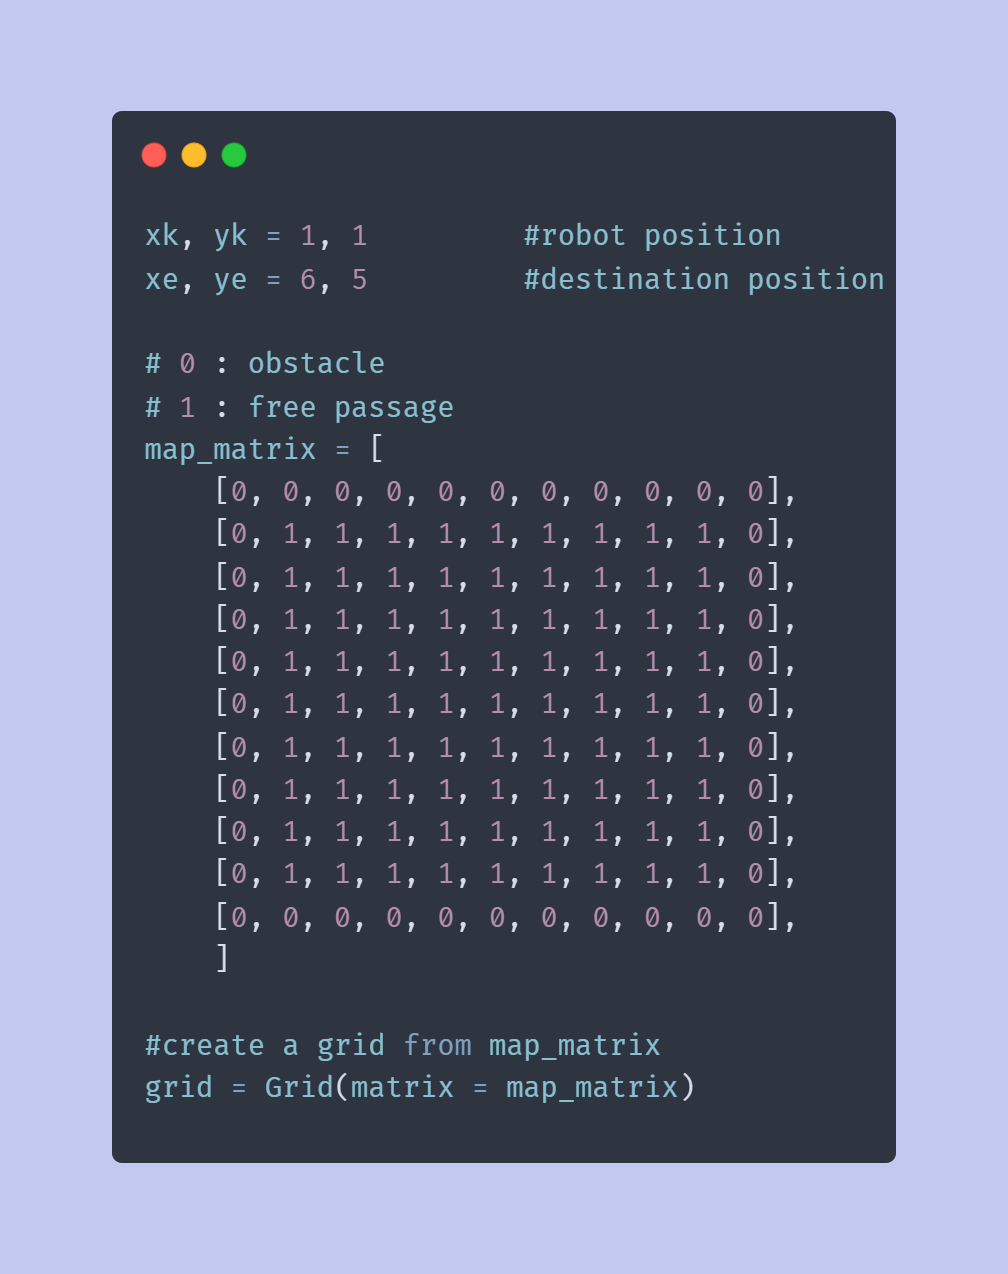 xk, yk = 1, 1         #robot position
xe, ye = 6, 5         #destination position

# 0 : obstacle
# 1 : free passage
map_matrix = [
    [0, 0, 0, 0, 0, 0, 0, 0, 0, 0, 0],
    [0, 1, 1, 1, 1, 1, 1, 1, 1, 1, 0],
    [0, 1, 1, 1, 1, 1, 1, 1, 1, 1, 0],
    [0, 1, 1, 1, 1, 1, 1, 1, 1, 1, 0],
    [0, 1, 1, 1, 1, 1, 1, 1, 1, 1, 0],
    [0, 1, 1, 1, 1, 1, 1, 1, 1, 1, 0],
    [0, 1, 1, 1, 1, 1, 1, 1, 1, 1, 0],
    [0, 1, 1, 1, 1, 1, 1, 1, 1, 1, 0],
    [0, 1, 1, 1, 1, 1, 1, 1, 1, 1, 0],
    [0, 1, 1, 1, 1, 1, 1, 1, 1, 1, 0],
    [0, 0, 0, 0, 0, 0, 0, 0, 0, 0, 0],
    ]

#create a grid from map_matrix
grid = Grid(matrix = map_matrix)